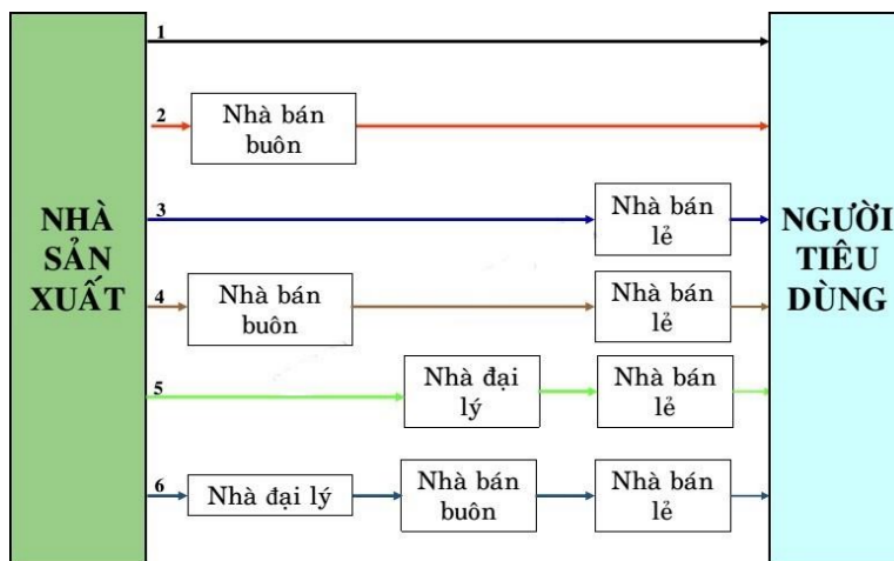 NHÀ
SẢN
XUẤT
1
2
Nhà bán
buôn
3
Nhà bán
lẻ
4
Nhà bán
buôn
Nhà bán
lẻ
5
Nhà đại
lý
Nhà bán
lẻ
6
Nhà đại lý
Nhà bán
buôn
Nhà bán
lẻ
NGƯỜI
TIÊU
DÙNG